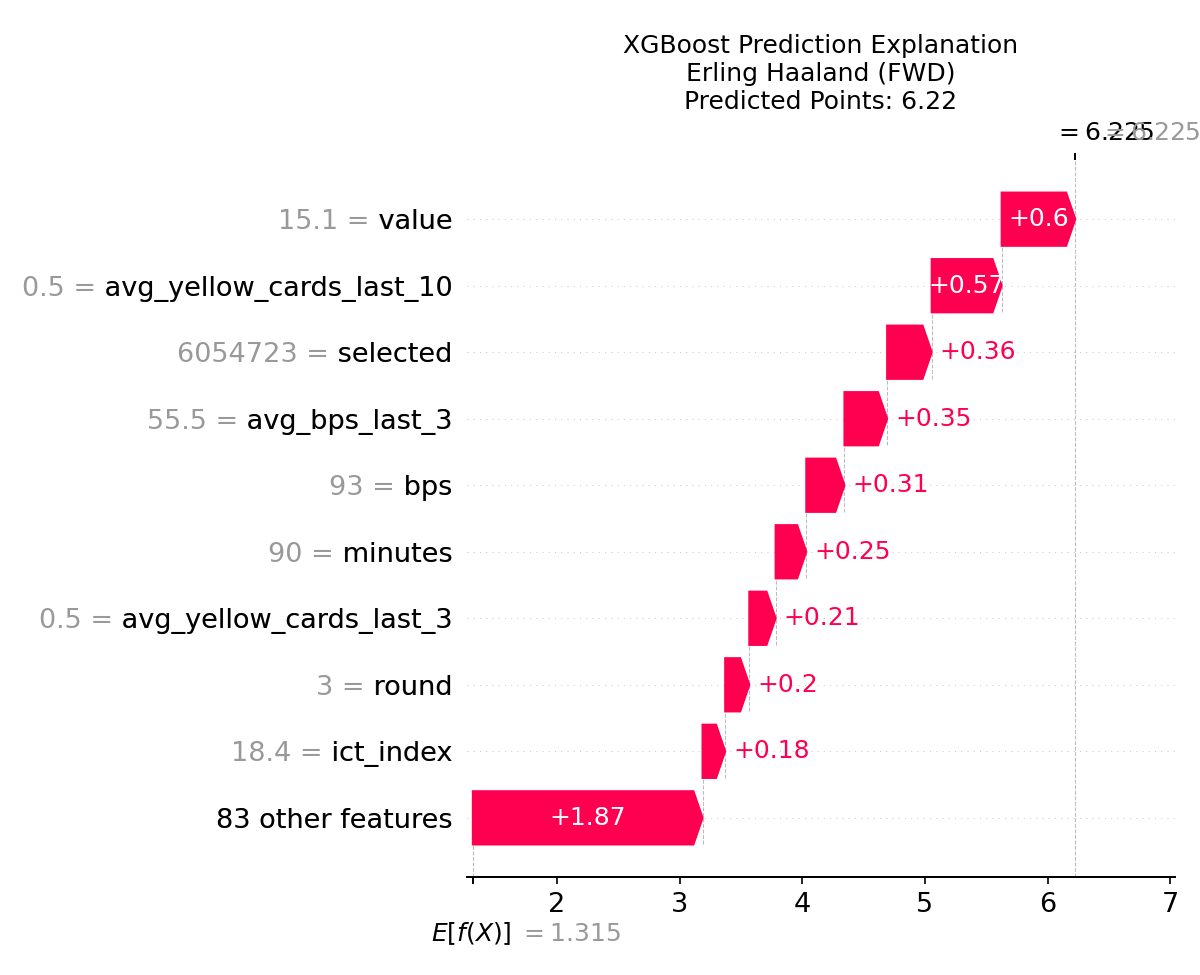 XGBoost Prediction Explanation
Erling Haaland (FWD)
Predicted Points: 6.22
= 6.225
= 6.225
15.1 = value
+0.6
0.5 = avg_yellow_cards_last_10
+0.57
6054723 = selected
+0.36
55.5 = avg_bps_last_3
+0.35
93 = bps
+0.31
90 = minutes
+0.25
0.5 = avg_yellow_cards_last_3
+0.21
3 = round
+0.2
18.4 = ict_index
+0.18
83 other features
+1.87
2 3 4 5 6 7
E[f(X)] = 1.315